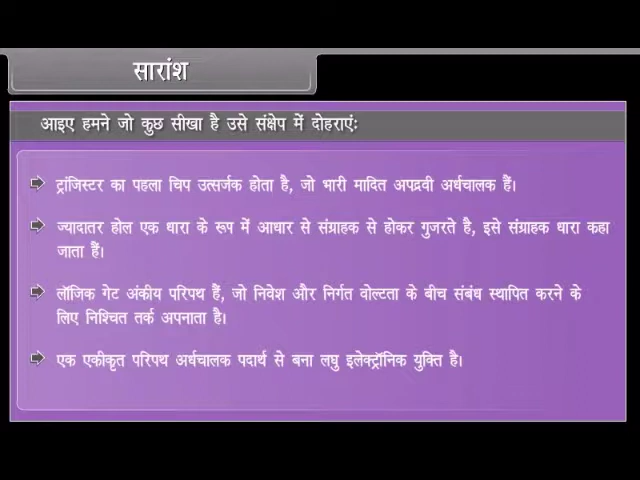 सारांश
आइए हमने जो कुछ सीखा है उसे संक्षेप में दोहराएं:
ट्रांजिस्टर का पहला चिप उत्सर्जक होता है, जो भारी मादित अपद्रवी अर्धचालक हैं।
ज्यादातर होल एक धारा के रूप में आधार से संग्राहक से होकर गुजरते है, इसे संग्राहक धारा कहा
जाता हैं।
लॉजिक गेट अंकीय परिपथ हैं, जो निवेश और निर्गत वोल्टता के बीच संबंध स्थापित करने के
लिए निश्चित तर्क अपनाता है।
एक एकीकृत परिपथ अर्धचालक पदार्थ से बना लघु इलेक्ट्रॉनिक युक्ति है।